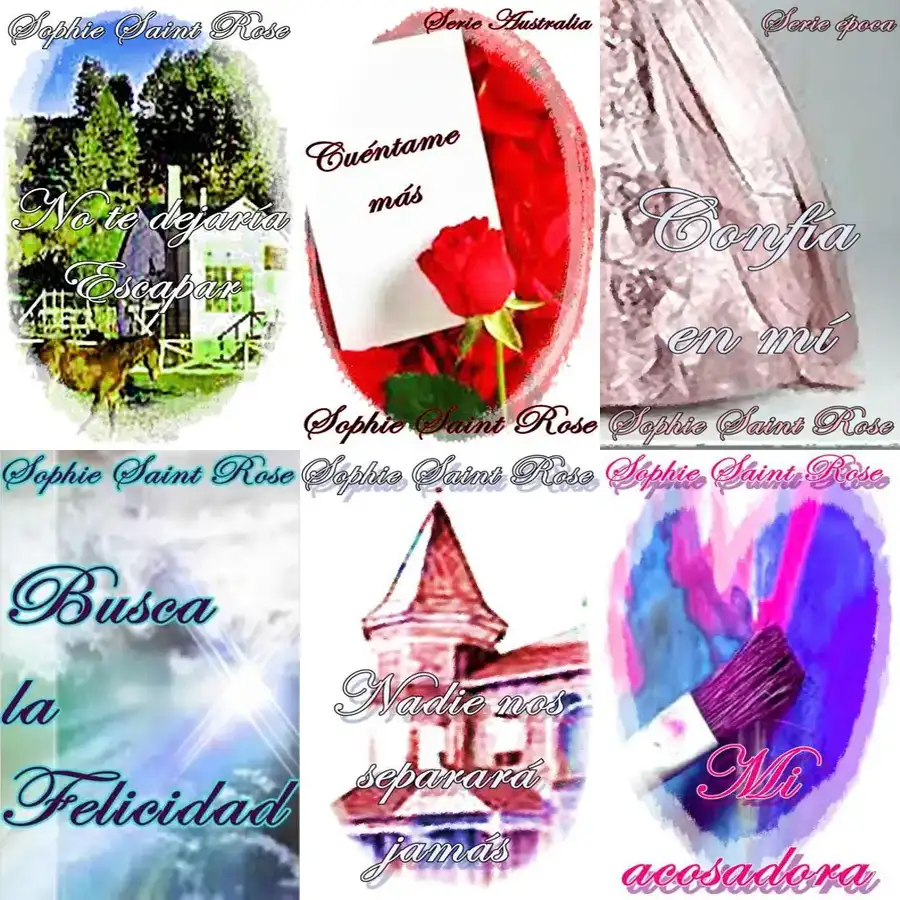 Sophie Saint Rose
No te dejaría
Escapar
Serie Australia
Cuéntame
más
Sophie Saint Rose
Serie época
Confía
en mí
Sophie Saint Rose
Sophie Saint Rose
Busca
la
Felicidad
Sophie Saint Rose
Nadie nos
separará
jamás
Sophie Saint Rose
Mi
acosadora